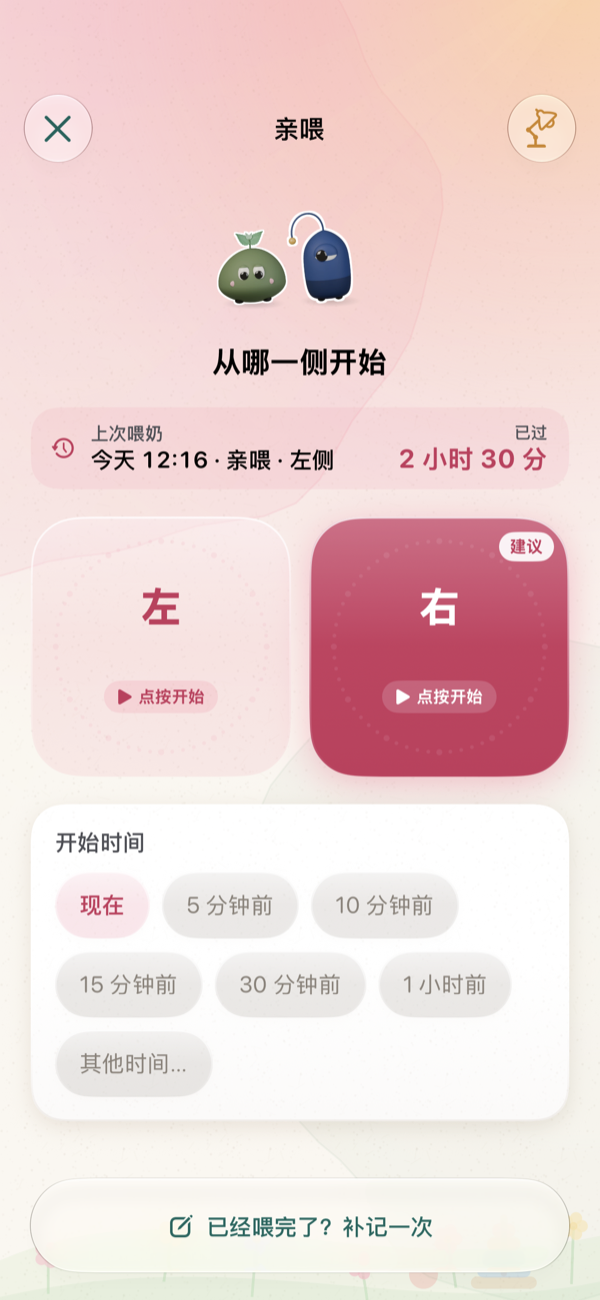 亲喂
从哪一侧开始
上次喂奶
已过
今天 12:16 · 亲喂 · 左侧
2 小时 30 分
建议
左
右
点按开始
点按开始
开始时间
现在
5 分钟前
10 分钟前
15 分钟前
30 分钟前
1 小时前
其他时间...
已经喂完了？补记一次